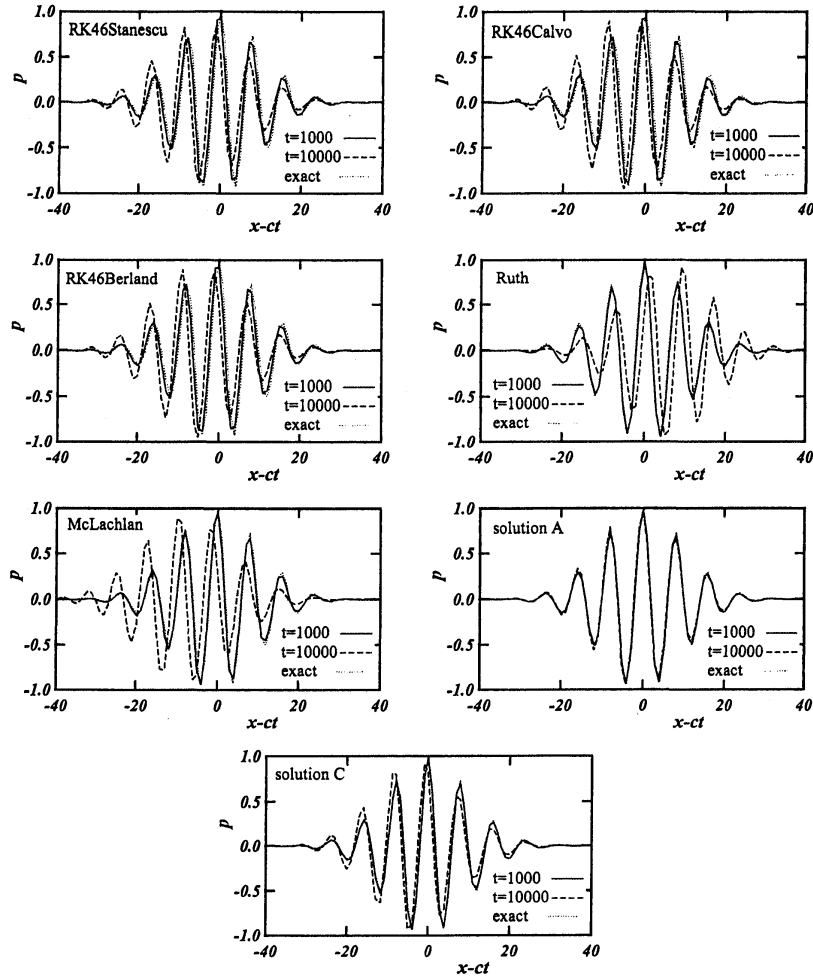 RK46Stanescu
1.0
0.5
0.0
-0.5
-1.0
p
t=1000
t=10000
exact
-40 -20 0 20 40
x-ct
RK46Calvo
1.0
0.5
0.0
-0.5
-1.0
p
t=1000
t=10000
exact
-40 -20 0 20 40
x-ct
RK46Berland
1.0
0.5
0.0
-0.5
-1.0
p
t=1000
t=10000
exact
-40 -20 0 20 40
x-ct
Ruth
1.0
0.5
0.0
-0.5
-1.0
p
t=1000
t=10000
exact
-40 -20 0 20 40
x-ct
McLachlan
1.0
0.5
0.0
-0.5
-1.0
p
t=1000
t=10000
exact
-40 -20 0 20 40
x-ct
solution A
1.0
0.5
0.0
-0.5
-1.0
p
t=1000
t=10000
exact
-40 -20 0 20 40
x-ct
solution C
1.0
0.5
0.0
-0.5
-1.0
p
t=1000
t=10000
exact
-40 -20 0 20 40
x-ct